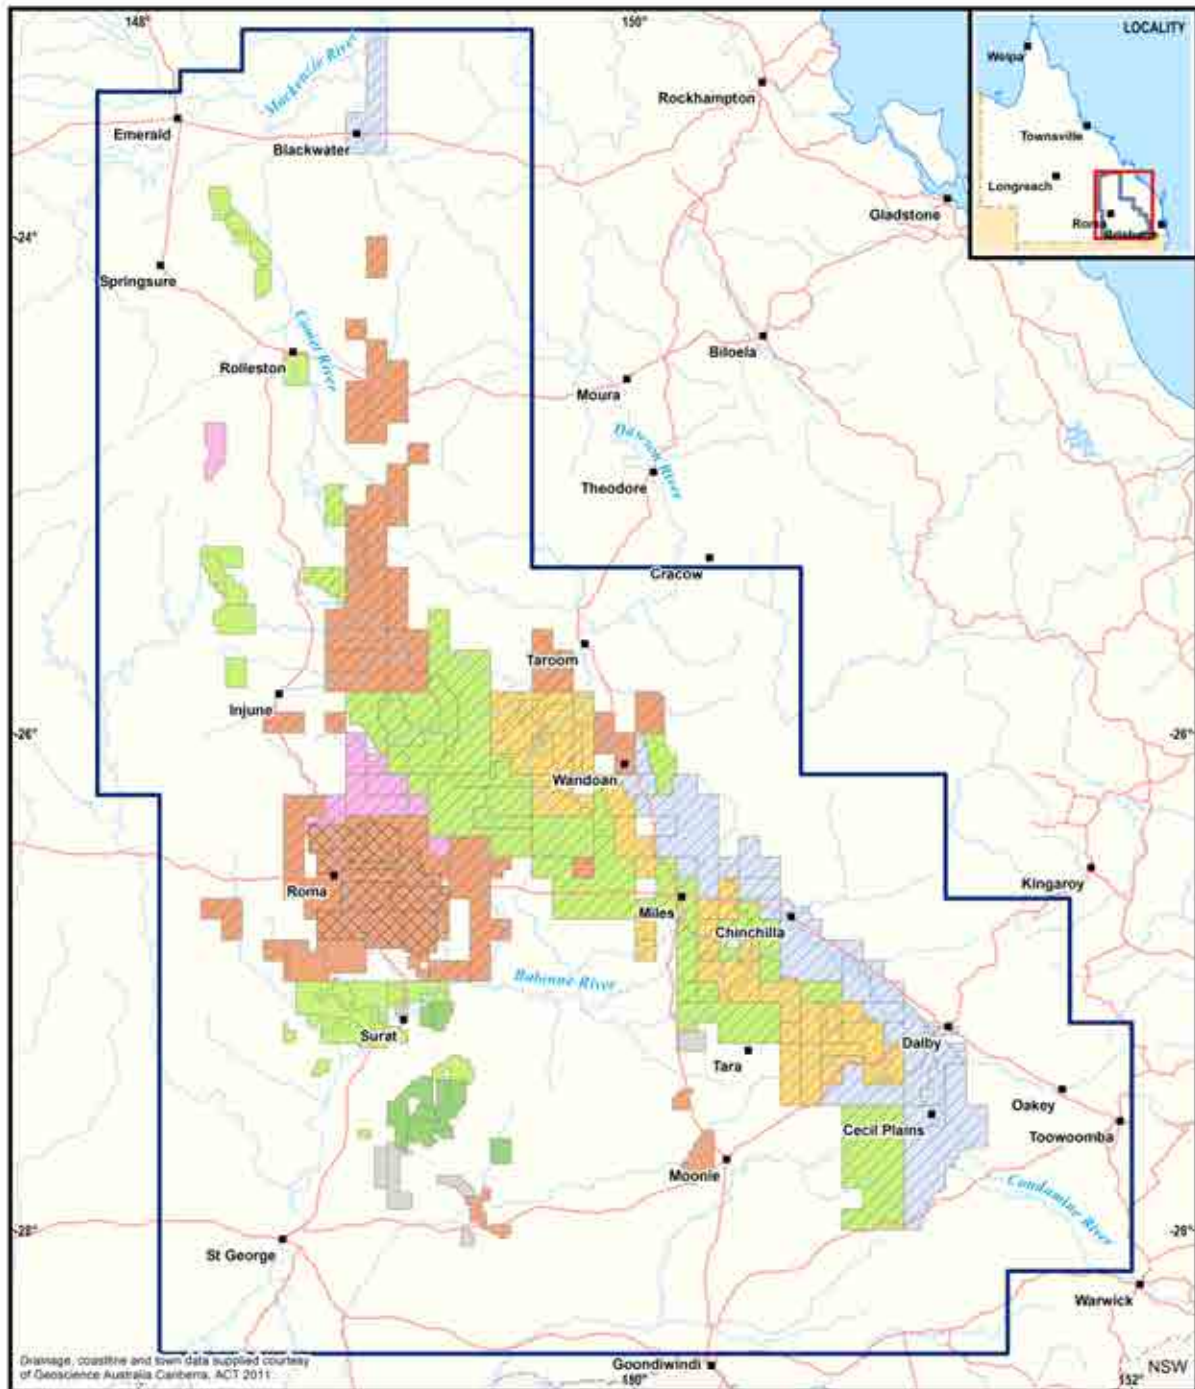 148°
150°
LOCALITY
Weipa
Townsville
Longreach
Roma
Brisbane
Mackenzie River
Rockhampton
Emerald
Blackwater
Gladstone
-24°
Springsure
Comet River
Rolleston
Biloela
Moura
Dawson River
Theodore
Cracow
Taroom
Injune
-26°
-26°
Wandoan
Roma
Kingaroy
Miles
Chinchilla
Balonne River
Surat
Dalby
Tara
Oakey
Cecil Plains
Toowoomba
Moonie
Condamine River
-28°
-28°
St George
Warwick
Drainage, coastline and town data supplied courtesy
of Geoscience Australia Canberra, ACT 2011
Goondiwindi
150°
152°
NSW